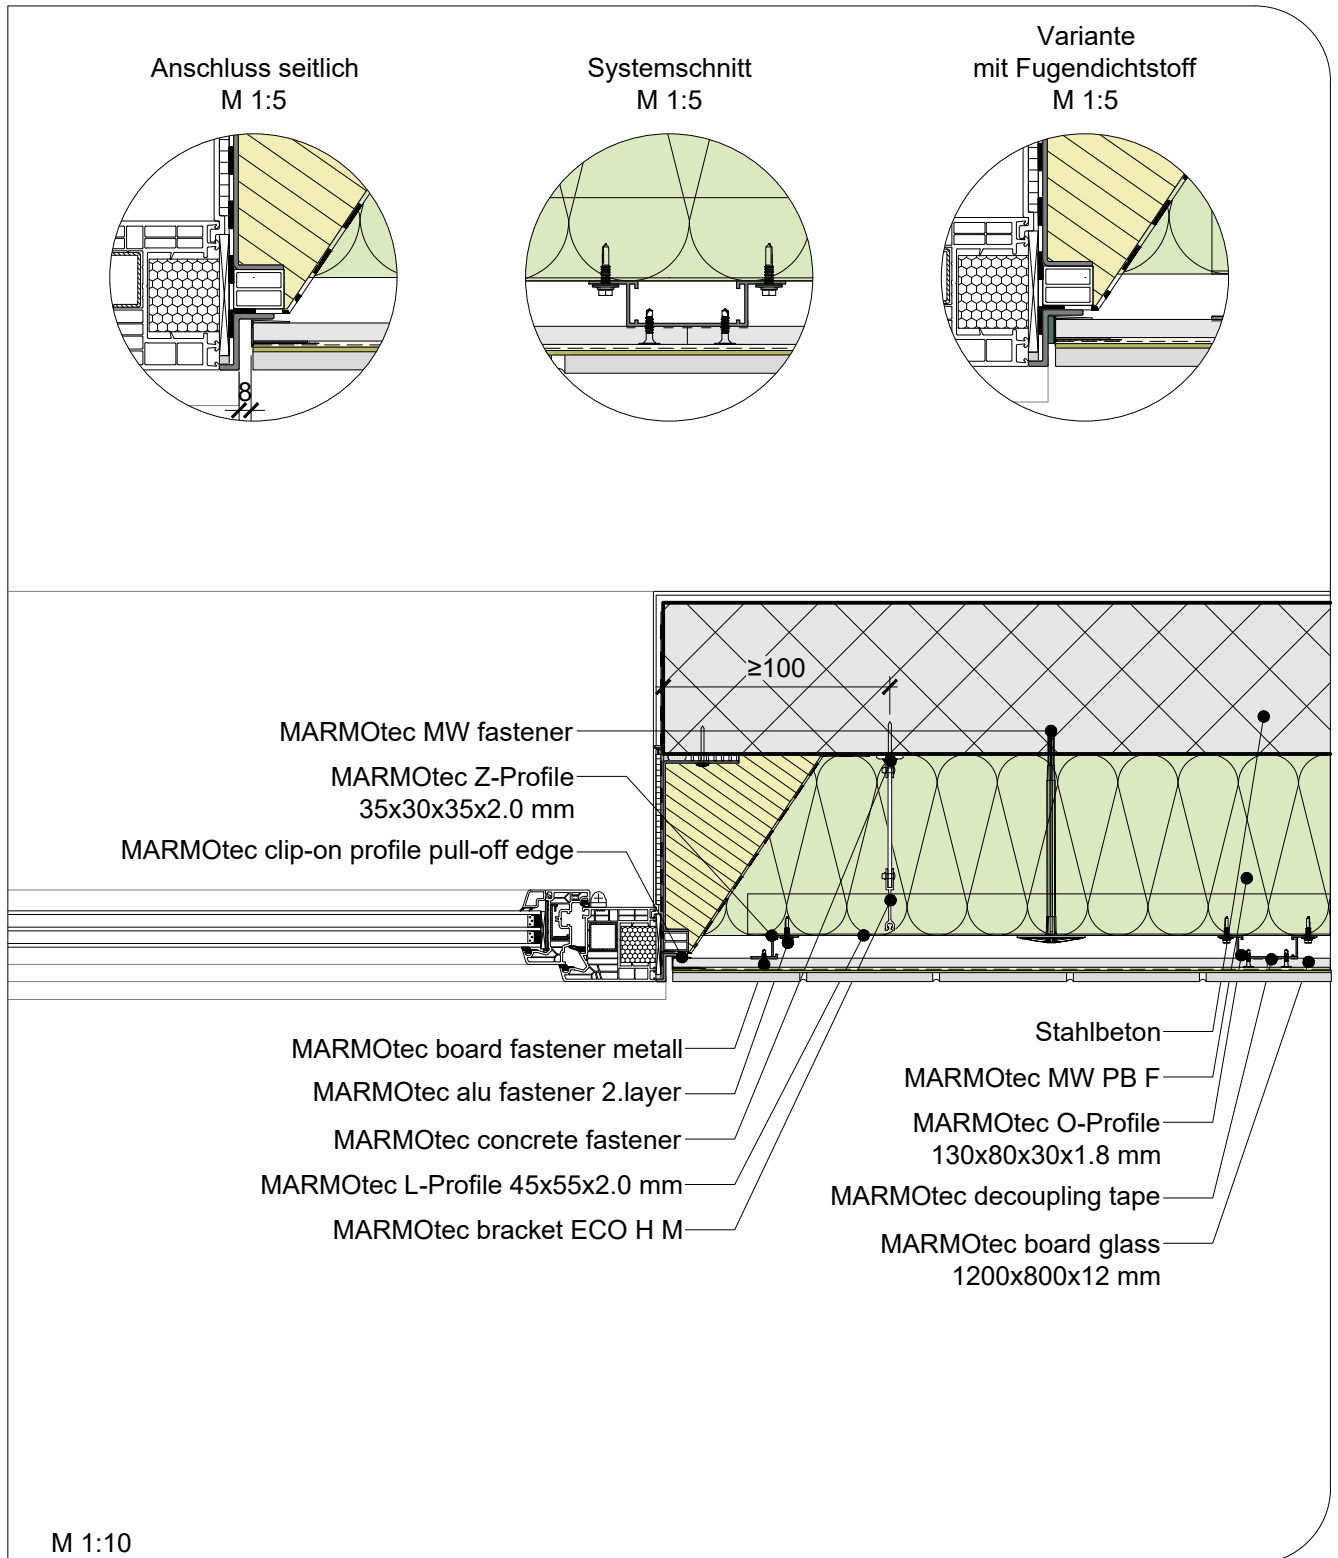 Anschluss seitlich
M 1:5
Systemschnitt
M 1:5
Variante
mit Fugendichtstoff
M 1:5
8
≥100
MARMOtec MW fastener
MARMOtec Z-Profile
35x30x35x2.0 mm
MARMOtec clip-on profile pull-off edge
MARMOtec board fastener metall
MARMOtec alu fastener 2.layer
MARMOtec concrete fastener
MARMOtec L-Profile 45x55x2.0 mm
MARMOtec bracket ECO H M
Stahlbeton
MARMOtec MW PB F
MARMOtec O-Profile
130x80x30x1.8 mm
MARMOtec decoupling tape
MARMOtec board glass
1200x800x12 mm
M 1:10